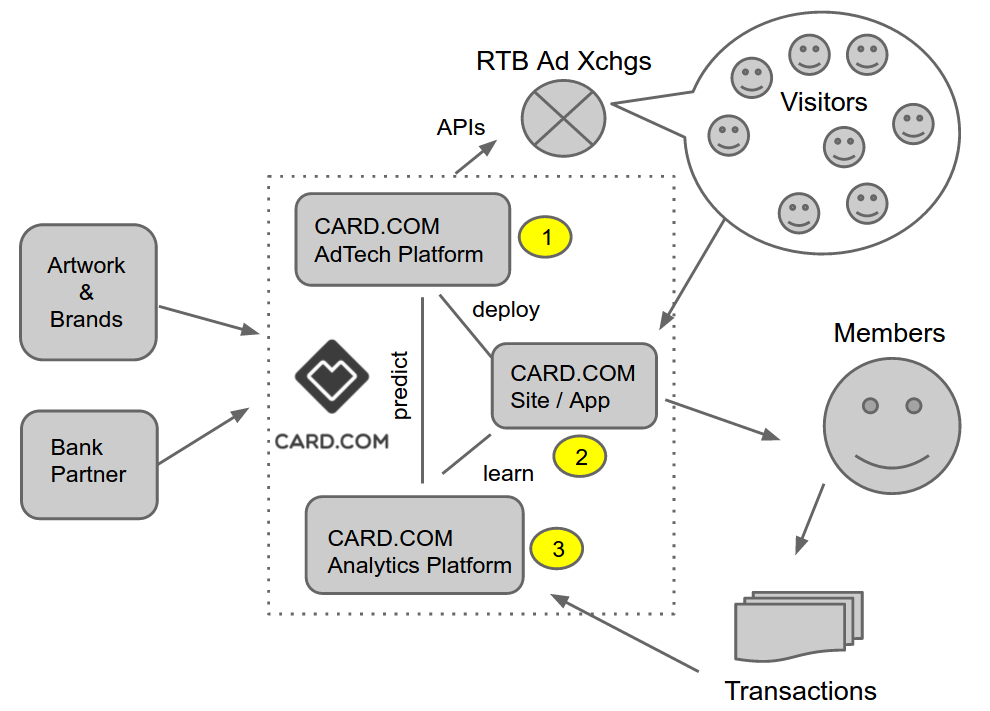 RTB Ad Xchgs
Visitors
APIs
CARD.COM
AdTech Platform
1
Artwork
&
Brands
deploy
Members
predict
CARD.COM
Site / App
CARD.COM
Bank
Partner
2
learn
CARD.COM
Analytics Platform
3
Transactions